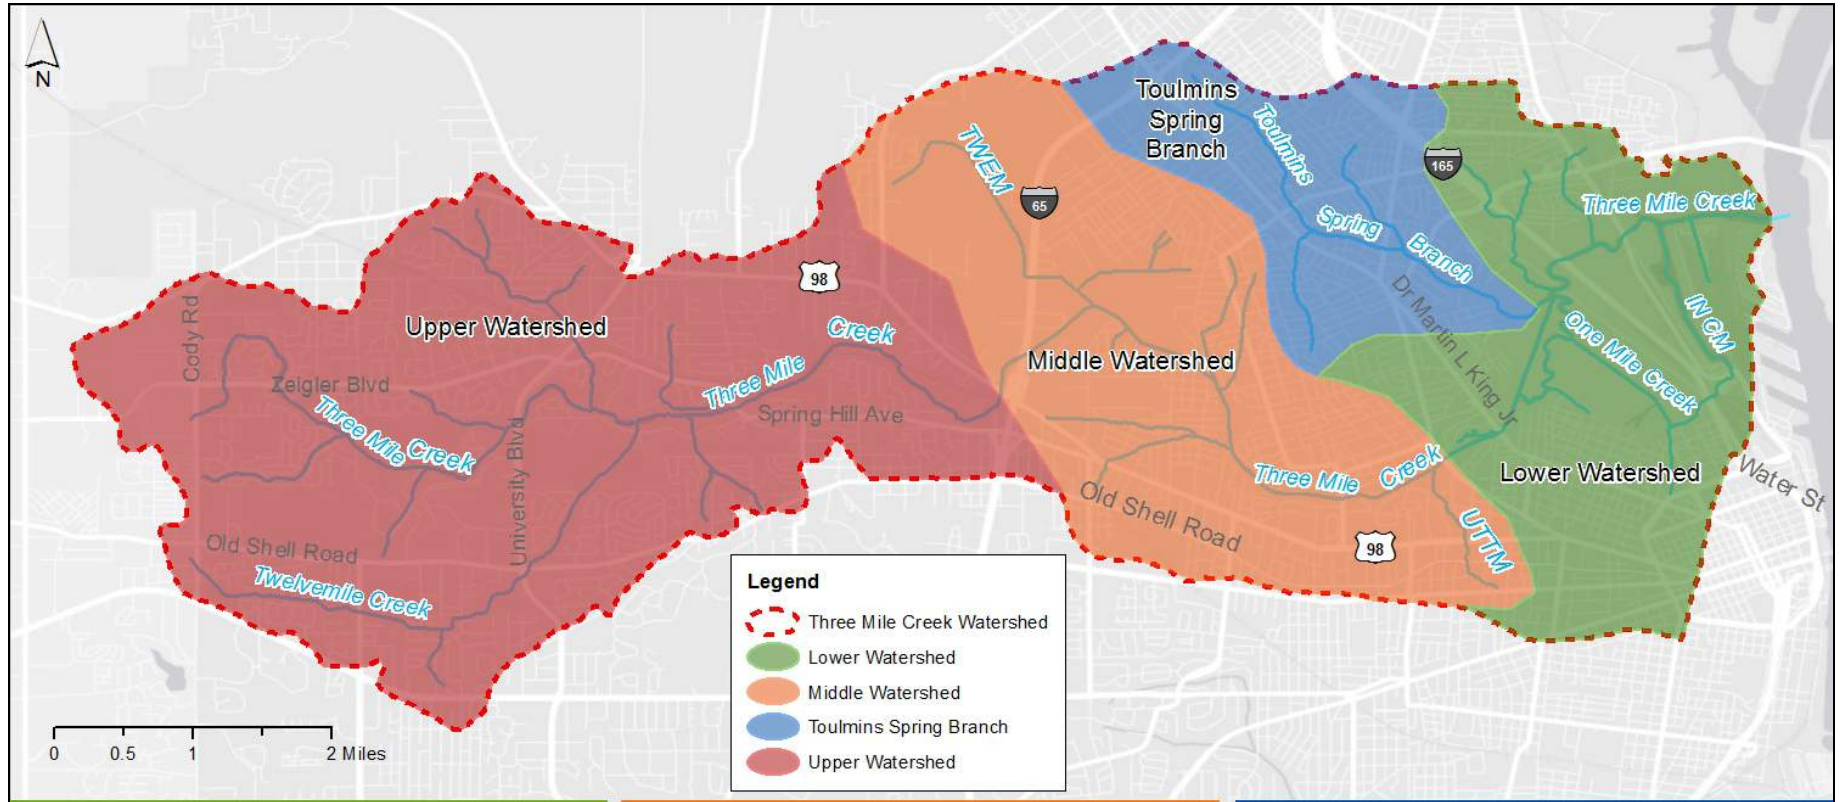 N
Toulmins
Spring
Branch
Toulmins
TWEM
165
65
Three Mile Creek
Spring
Branch
98
Cody Rd
Upper Watershed
Creek
Dr Martin L King Jr
IN CM
One Mile Creek
Middle Watershed
Zeigler Blvd
Three Mile
Spring Hill Ave
Three Mile
Creek
University Blvd
Three Mile
Creek
Lower Watershed
Water St
Old Shell Road
UTTM
98
Old Shell Road
Twelvemile Creek
Legend
Three Mile Creek Watershed
Lower Watershed
Middle Watershed
Toulmins Spring Branch
Upper Watershed
0 0.5 1 2 Miles